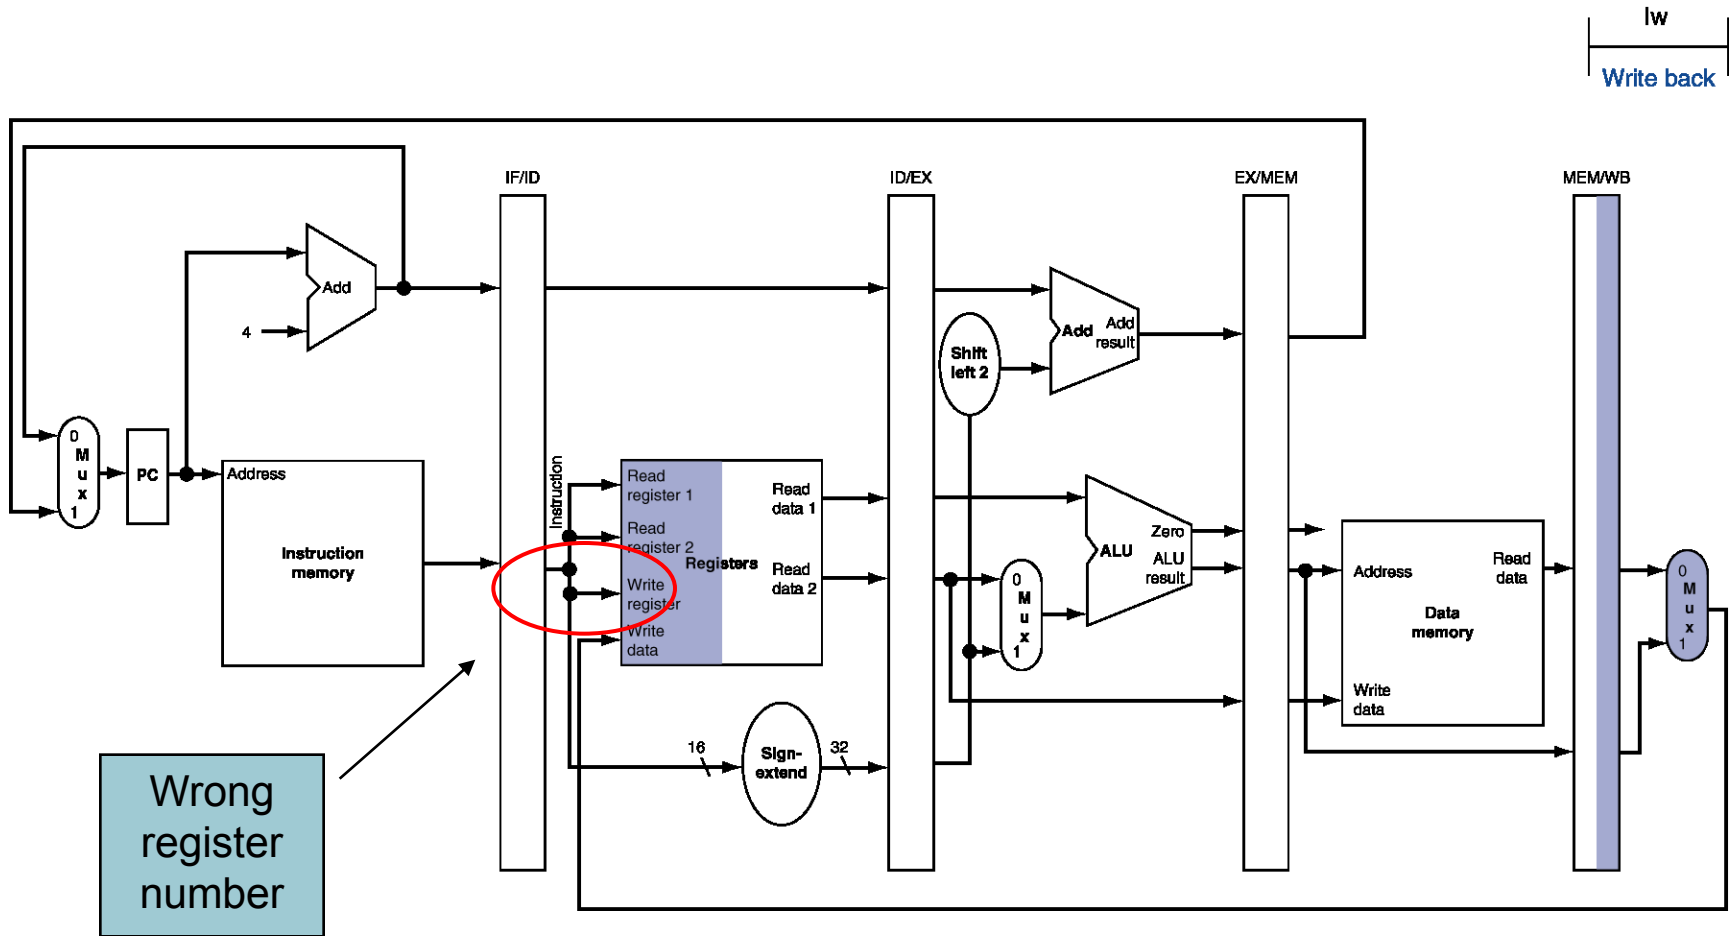 lw
Write back
IF/ID
ID/EX
EX/MEM
MEM/WB
Add
4
Add
Add
result
Shift
left 2
0
M
u
x
1
PC
Address
Instruction
memory
Instruction
Read
register 1
Read
register 2
Write
register
Write
data
Registers
Read
data 1
Read
data 2
0
M
u
x
1
Zero
ALU
ALU
result
Address
Read
data
Data
memory
Write
data
0
M
u
x
1
16
Sign-
extend
32
Wrong
register
number